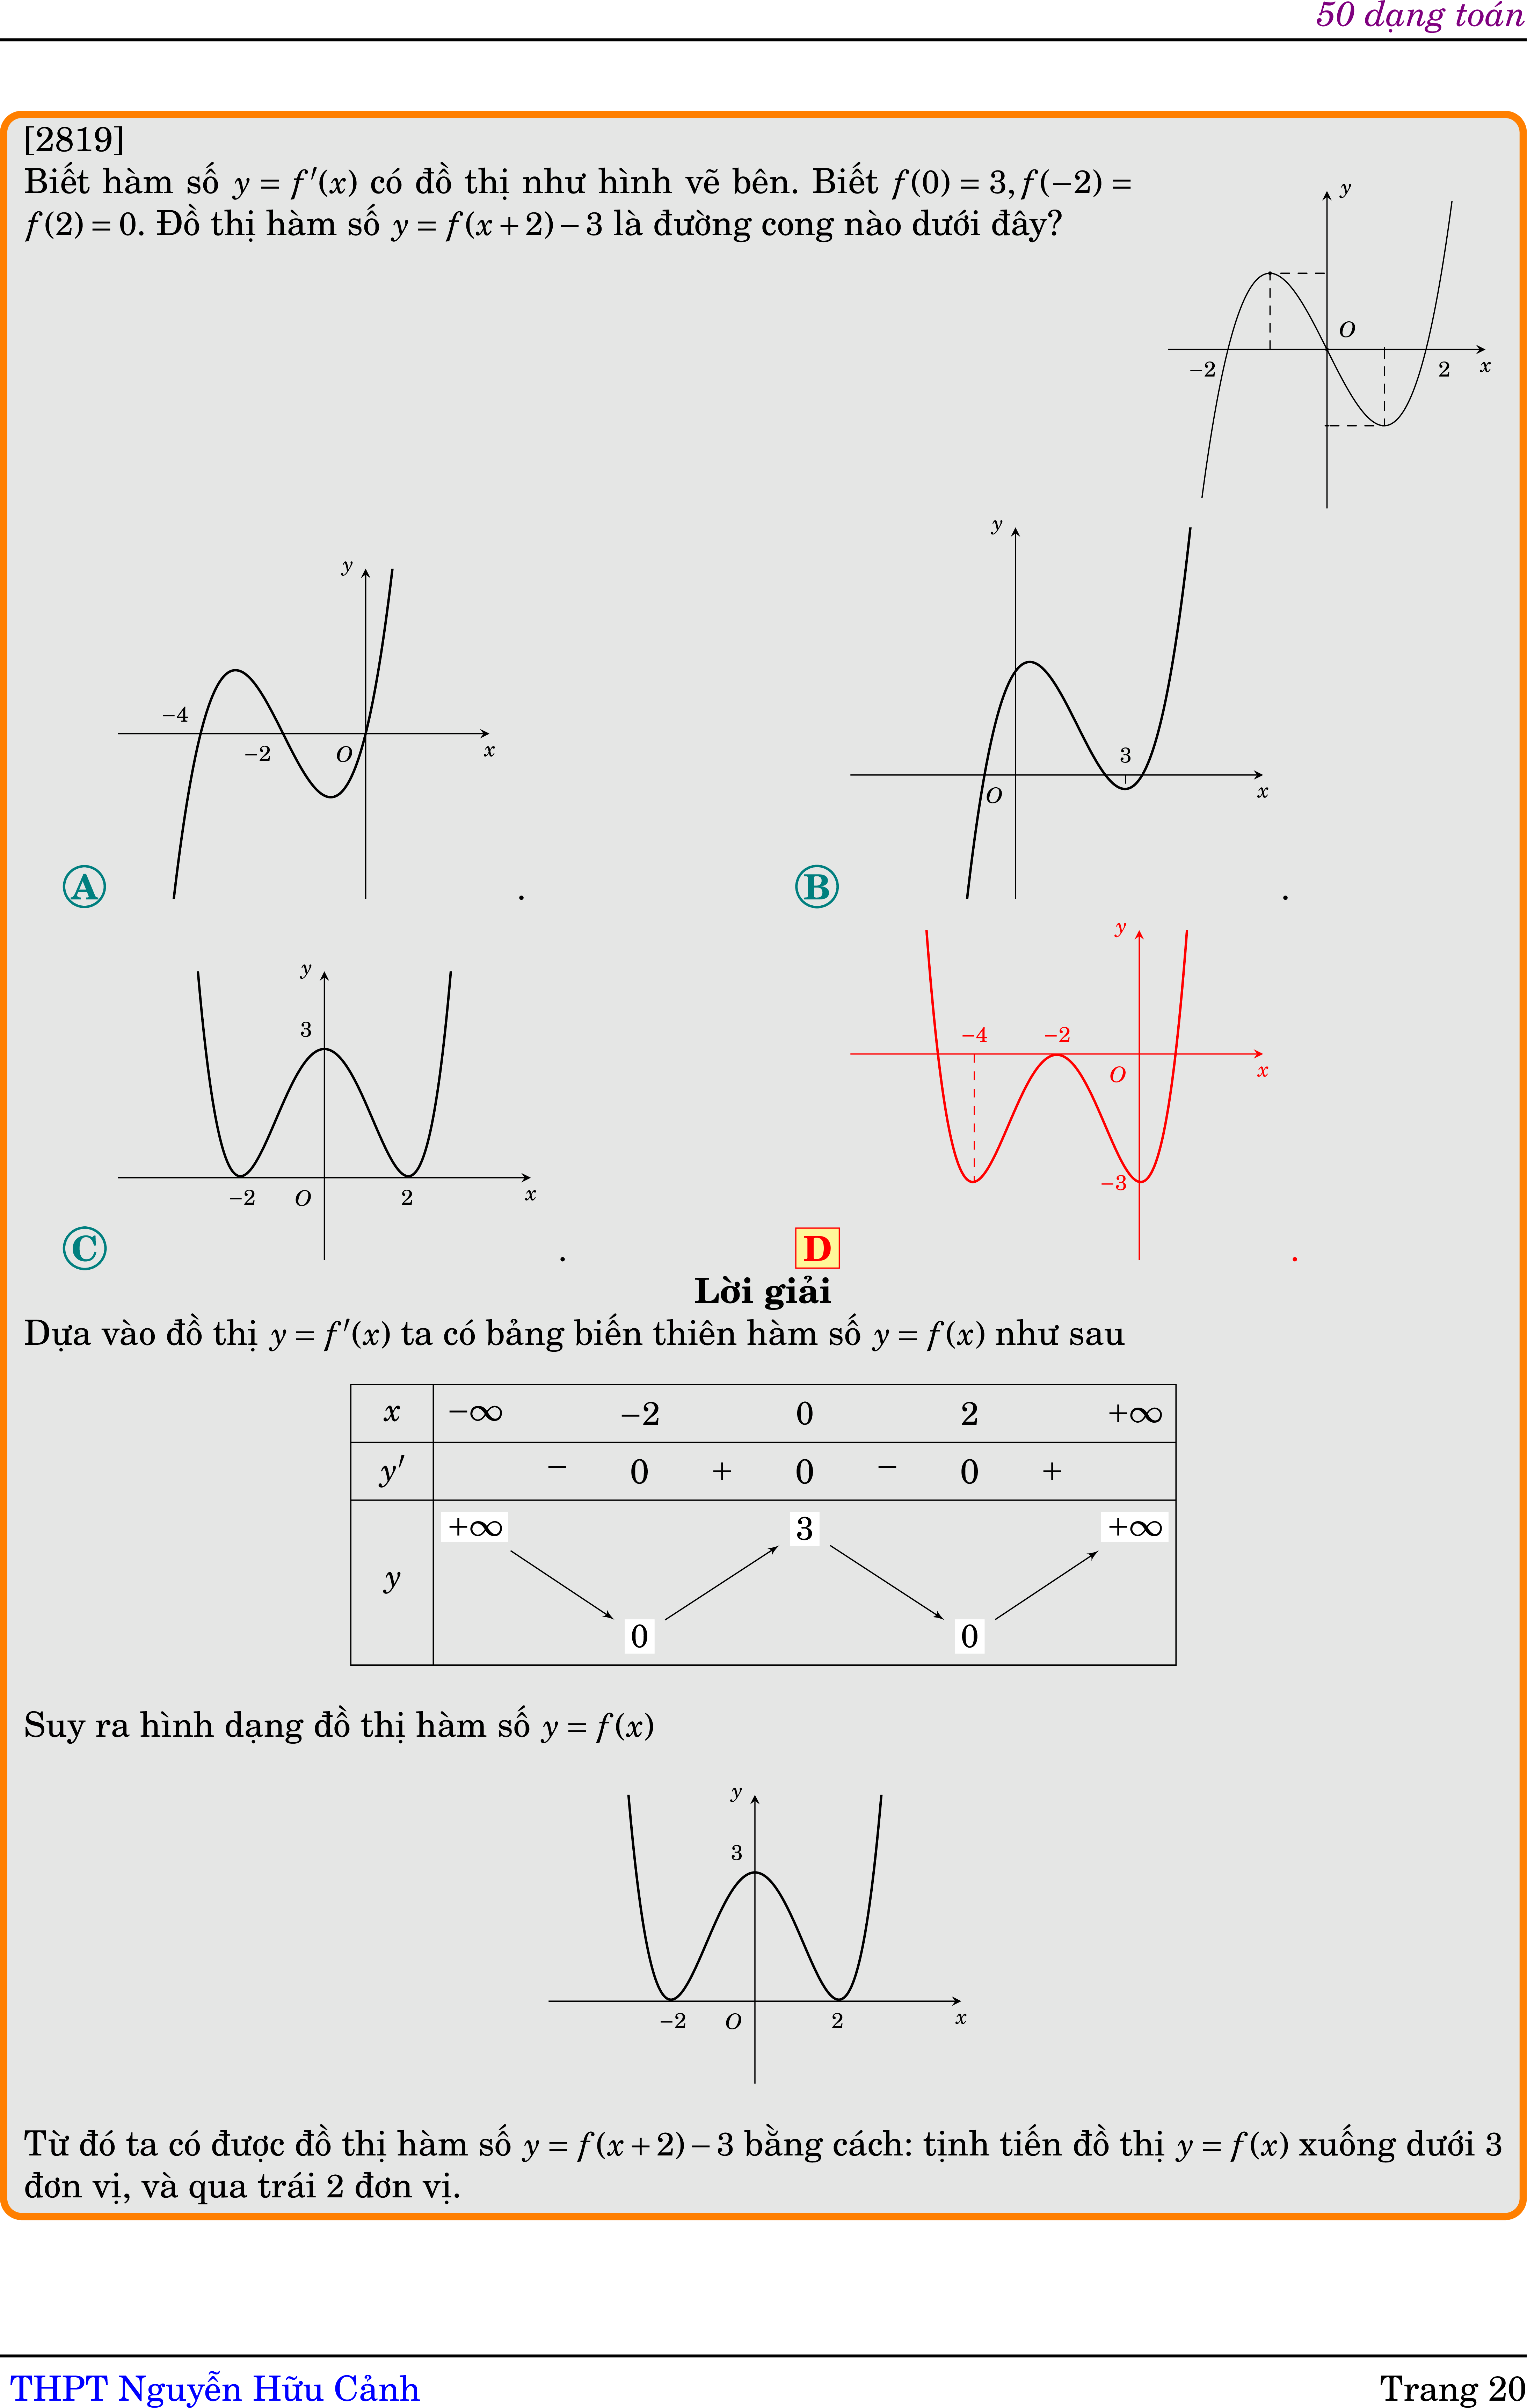 50 dạng toán
[2819]
Biết hàm số y = f′(x) có đồ thị như hình vẽ bên. Biết f(0) = 3, f(−2) =
f(2) = 0. Đồ thị hàm số y = f(x+2)−3 là đường cong nào dưới đây?
y
O
−2
2
x
y
−4
−2
O
x
A
.
y
3
O
x
B
.
y
3
−2
O
2
x
C
.
y
−4
−2
O
x
−3
D
.
Lời giải
Dựa vào đồ thị y = f′(x) ta có bảng biến thiên hàm số y = f(x) như sau
x −∞ −2 0 2 +∞
y′ − 0 + 0 − 0 +
+∞ 3 +∞
y
0 0
Suy ra hình dạng đồ thị hàm số y = f(x)
y
3
−2
O
2
x
Từ đó ta có được đồ thị hàm số y = f(x+2)−3 bằng cách: tịnh tiến đồ thị y = f(x) xuống dưới 3
đơn vị, và qua trái 2 đơn vị.
THPT Nguyễn Hữu Cảnh
Trang 20